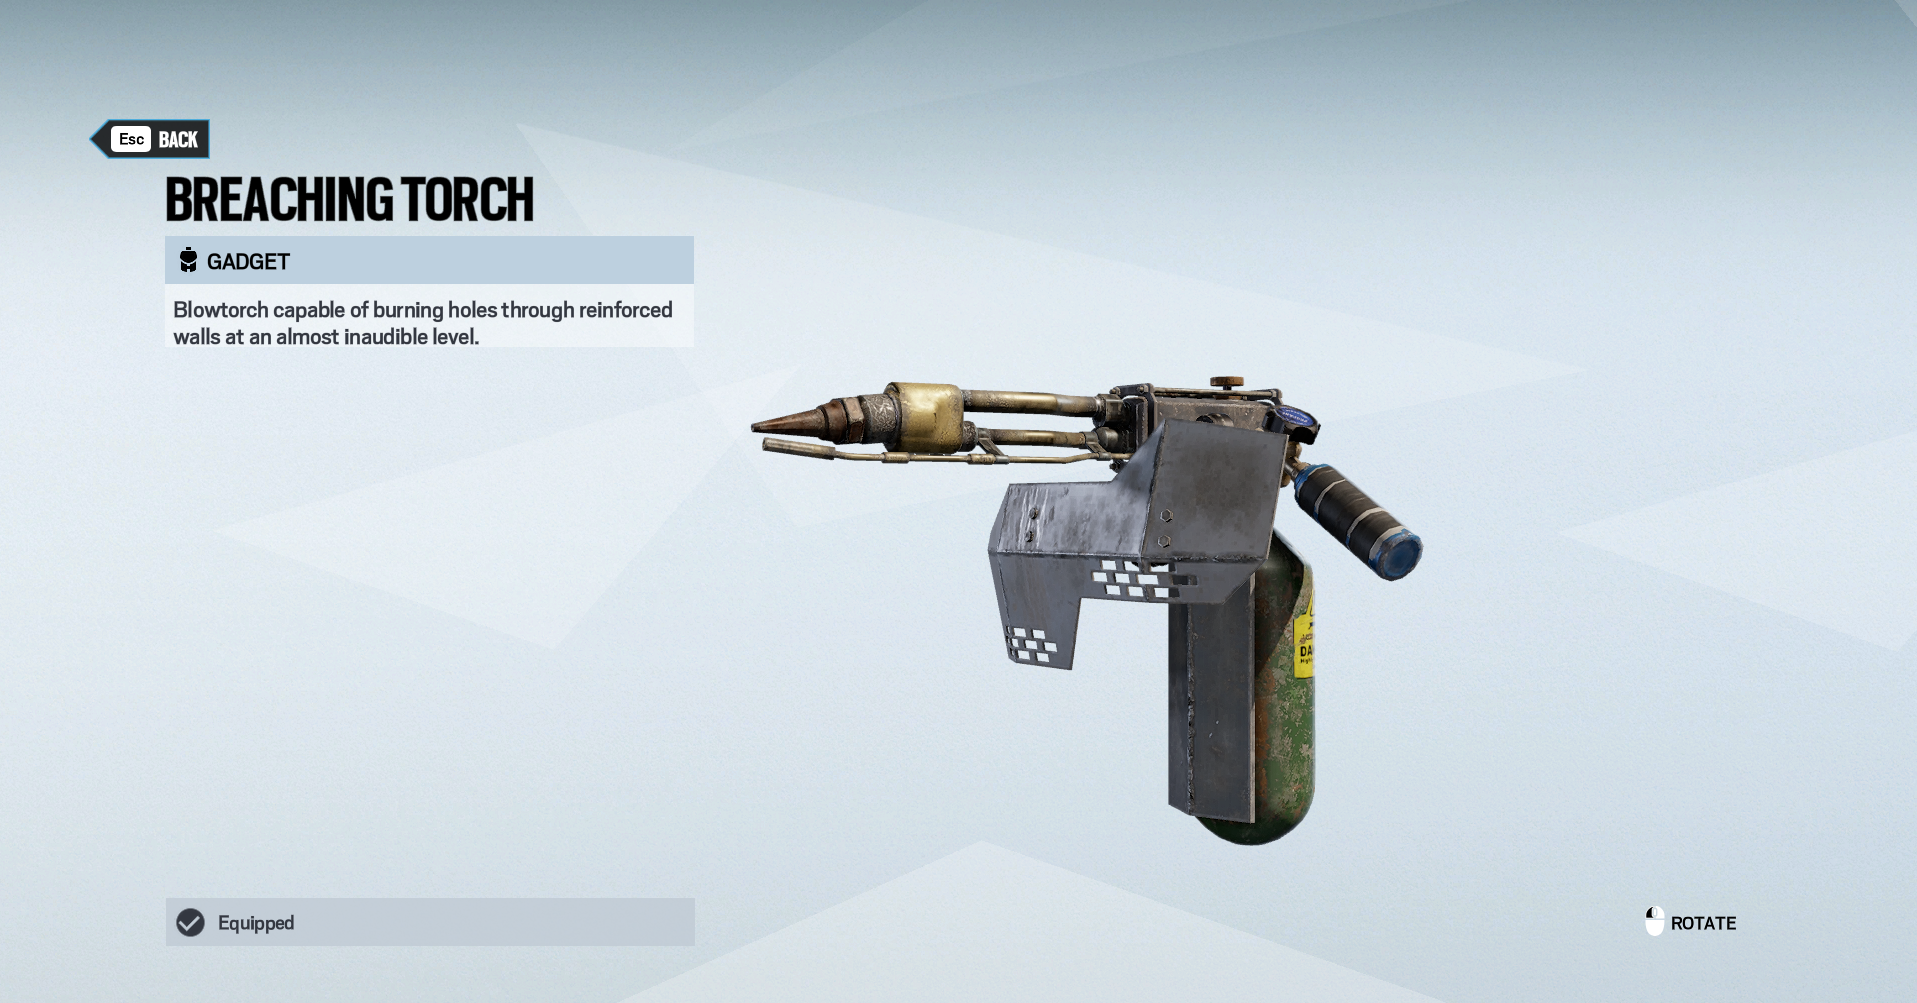 Esc BACK
BREACHING TORCH
GADGET
Blowtorch capable of burning holes through reinforced
walls at an almost inaudible level.
DA
Equipped
ROTATE